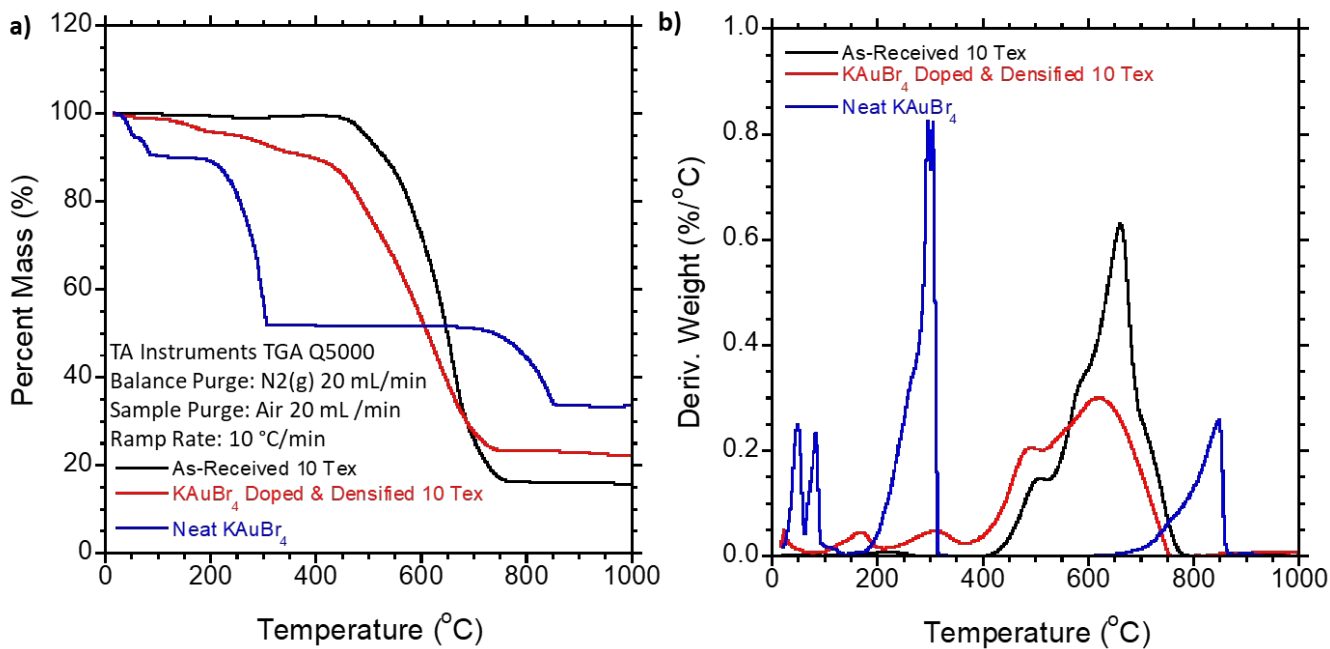 a)
120
100
80
60
40
20
0
Percent Mass (%)
TA Instruments TGA Q5000
Balance Purge: N2(g) 20 mL/min
Sample Purge: Air 20 mL /min
Ramp Rate: 10 °C/min
As-Received 10 Tex
KAuBr4 Doped & Densified 10 Tex
Neat KAuBr4
0 200 400 600 800 1000
Temperature (°C)
b)
1.0
0.8
0.6
0.4
0.2
0.0
Deriv. Weight (%/°C)
As-Received 10 Tex
KAuBr4 Doped & Densified 10 Tex
Neat KAuBr4
0 200 400 600 800 1000
Temperature (°C)